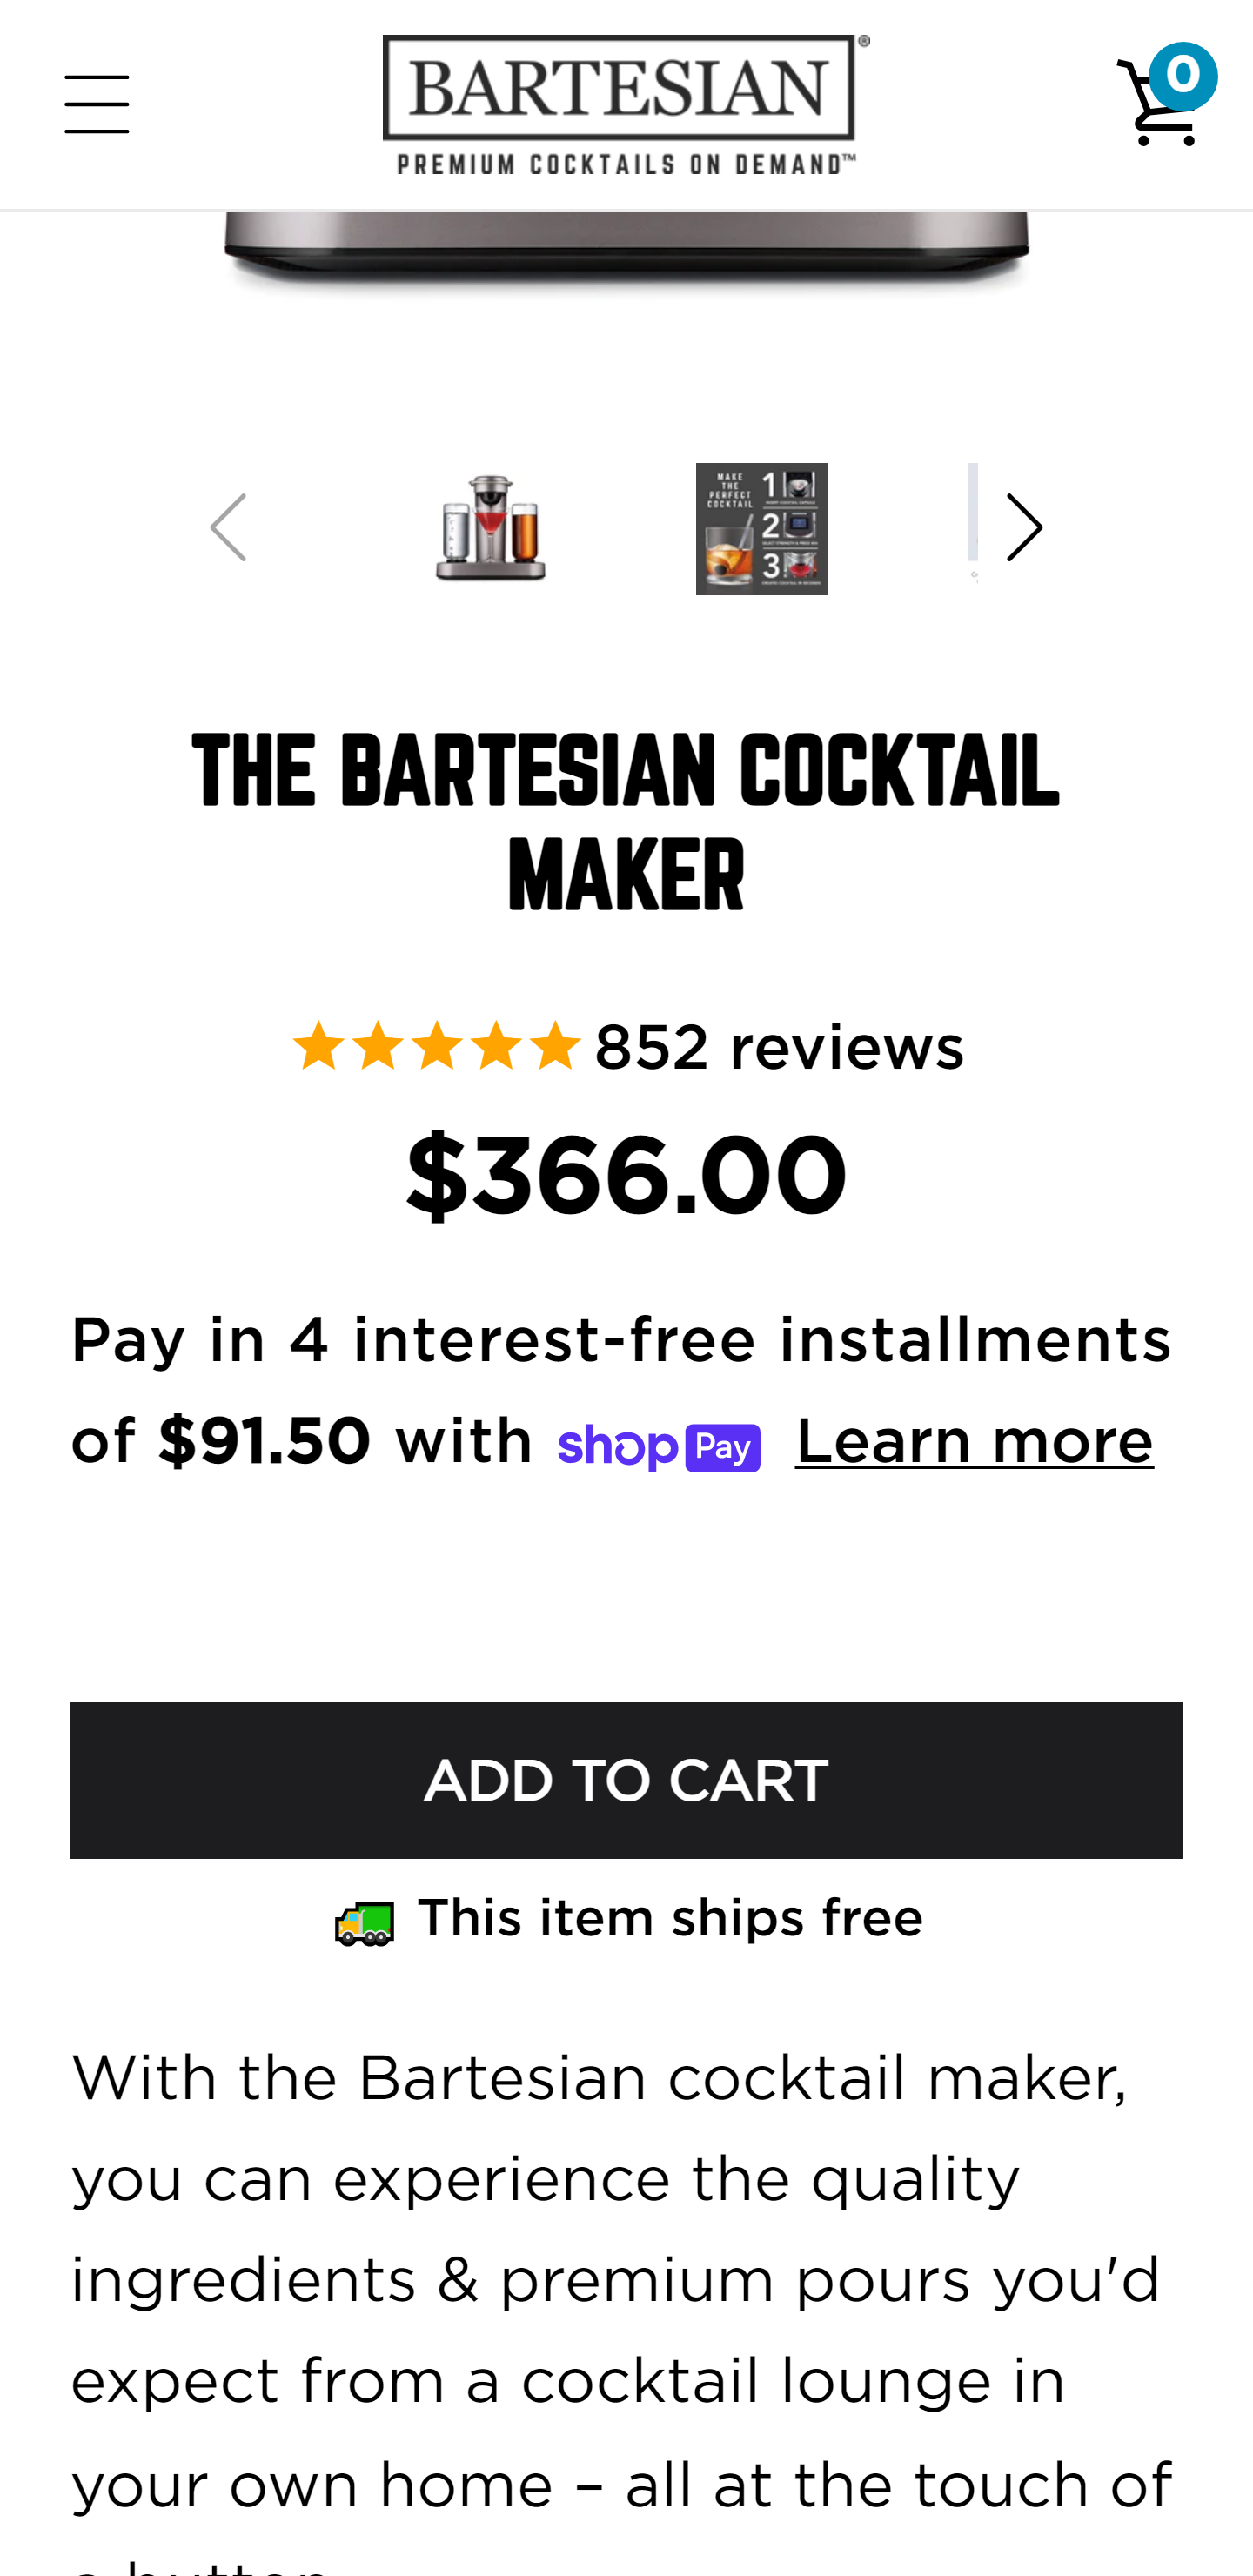 BARTESIAN®
PREMIUM COCKTAILS ON DEMAND™
0
MAKE
THE
PERFECT
COCKTAIL
1
2
3
THE BARTESIAN COCKTAIL
MAKER
852 reviews
$366.00
Pay in 4 interest-free installments
of $91.50 with shop Pay Learn more
ADD TO CART
This item ships free
With the Bartesian cocktail maker,
you can experience the quality
ingredients & premium pours you'd
expect from a cocktail lounge in
your own home – all at the touch of